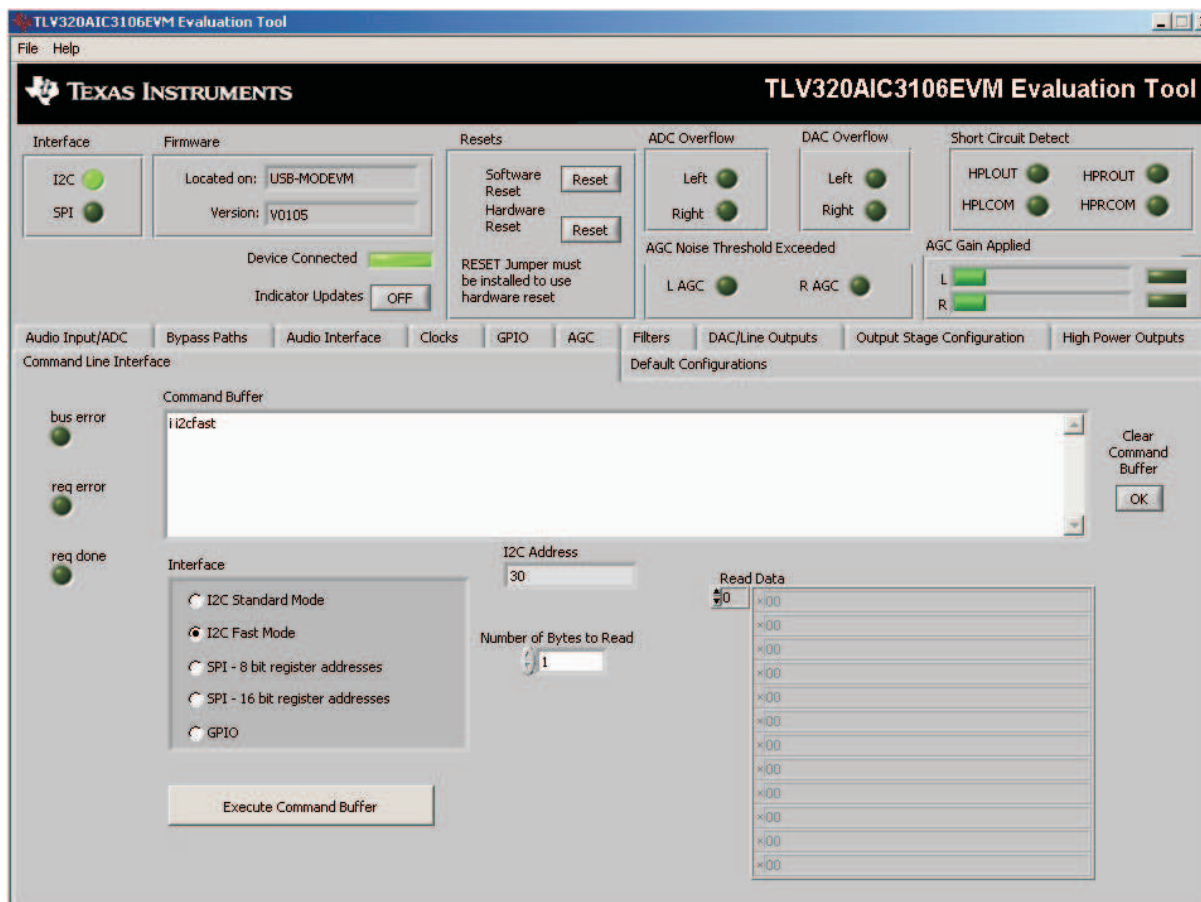 TLV320AIC3106EVM Evaluation Tool
File Help
TEXAS INSTRUMENTS
TLV320AIC3106EVM Evaluation Tool
Interface
I2C
SPI
Firmware
Located on: USB-MODEVM
Version: V0105
Device Connected
Indicator Updates OFF
Resets
Software
Reset
Reset
Hardware
Reset
Reset
RESET Jumper must
be installed to use
hardware reset
ADC Overflow
Left
Right
DAC Overflow
Left
Right
Short Circuit Detect
HPLOUT HPROUT
HPLCOM HPRCOM
AGC Noise Threshold Exceeded
L AGC R AGC
AGC Gain Applied
L
R
Audio Input/ADC Bypass Paths Audio Interface Clocks GPIO AGC Filters DAC/Line Outputs Output Stage Configuration High Power Outputs
Command Line Interface Default Configurations
bus error
req error
req done
Command Buffer
i i2cfast
Clear
Command
Buffer
OK
Interface
I2C Standard Mode
I2C Fast Mode
SPI - 8 bit register addresses
SPI - 16 bit register addresses
GPIO
I2C Address
30
Number of Bytes to Read
1
Read Data
0
x00
x00
x00
x00
x00
x00
x00
x00
x00
x00
x00
x00
Execute Command Buffer